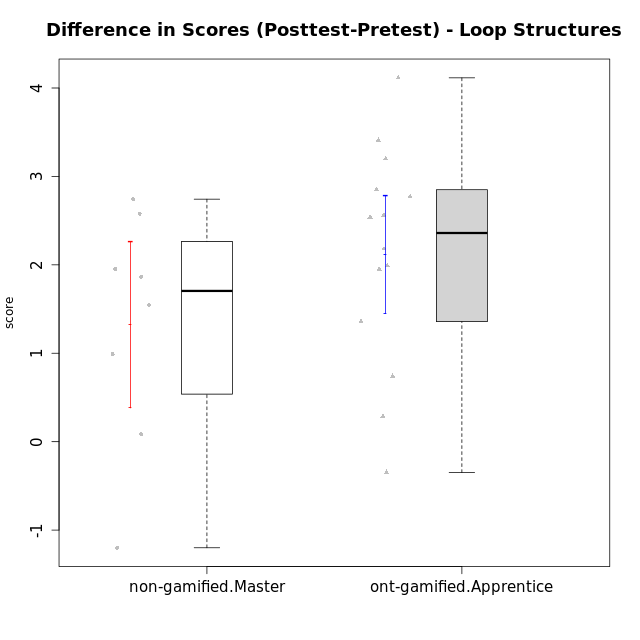 Difference in Scores (Posttest-Pretest) - Loop Structures
4
3
2
1
0
-1
score
non-gamified.Master
ont-gamified.Apprentice